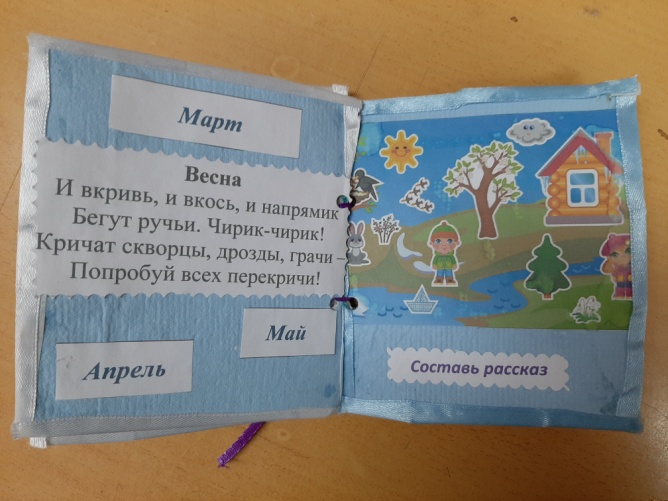 Март
Весна
И вкривь, и вкось, и напрямик
Бегут ручьи. Чирик-чирик!
Кричат скворцы, дрозды, грачи –
Попробуй всех перекричи!
Май
Апрель
Составь рассказ